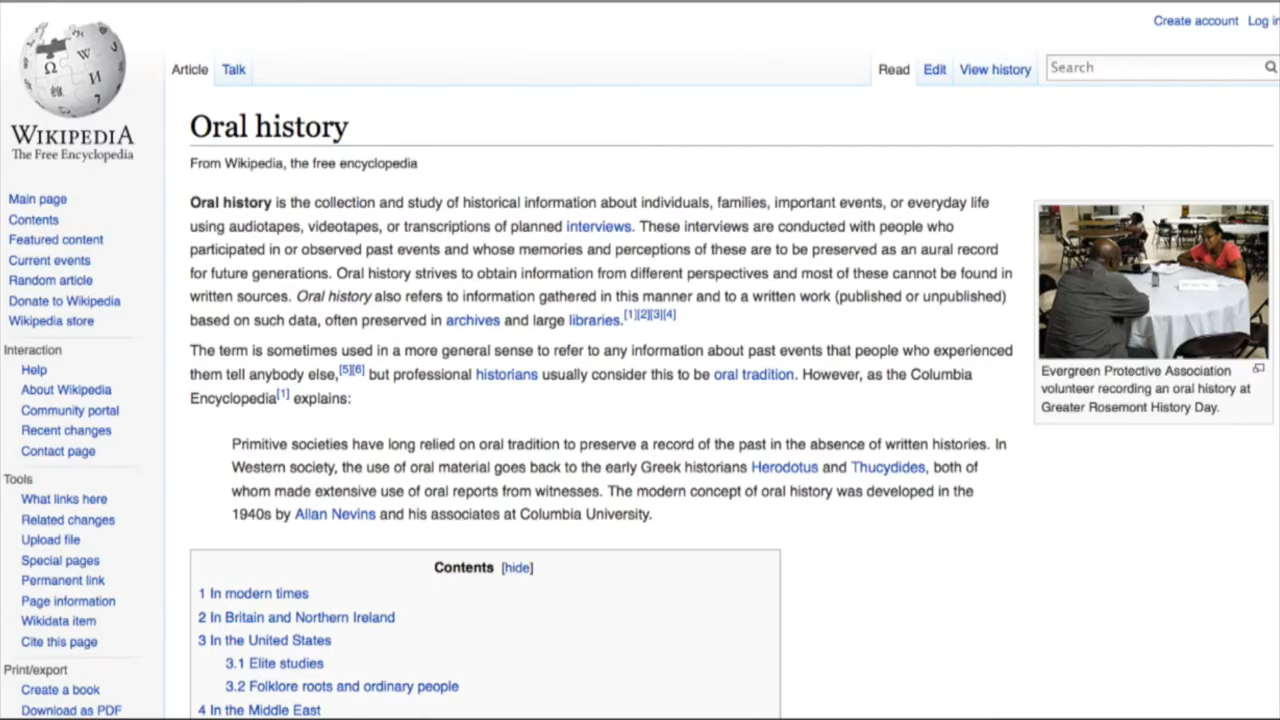 Create account Log in
Article Talk Read Edit View history Search
WIKIPEDIA
The Free Encyclopedia
Main page
Contents
Featured content
Current events
Random article
Donate to Wikipedia
Wikipedia store
Interaction
Help
About Wikipedia
Community portal
Recent changes
Contact page
Tools
What links here
Related changes
Upload file
Special pages
Permanent link
Page information
Wikidata item
Cite this page
Print/export
Create a book
Download as PDF
Oral history
From Wikipedia, the free encyclopedia
Oral history is the collection and study of historical information about individuals, families, important events, or everyday life
using audiotapes, videotapes, or transcriptions of planned interviews. These interviews are conducted with people who
participated in or observed past events and whose memories and perceptions of these are to be preserved as an aural record
for future generations. Oral history strives to obtain information from different perspectives and most of these cannot be found in
written sources. Oral history also refers to information gathered in this manner and to a written work (published or unpublished)
based on such data, often preserved in archives and large libraries.[1][2][3][4]
The term is sometimes used in a more general sense to refer to any information about past events that people who experienced
them tell anybody else,[5][6] but professional historians usually consider this to be oral tradition. However, as the Columbia
Encyclopedia[1] explains:
Primitive societies have long relied on oral tradition to preserve a record of the past in the absence of written histories. In
Western society, the use of oral material goes back to the early Greek historians Herodotus and Thucydides, both of
whom made extensive use of oral reports from witnesses. The modern concept of oral history was developed in the
1940s by Allan Nevins and his associates at Columbia University.
Contents [hide]
1 In modern times
2 In Britain and Northern Ireland
3 In the United States
3.1 Elite studies
3.2 Folklore roots and ordinary people
4 In the Middle East
Evergreen Protective Association
volunteer recording an oral history at
Greater Rosemont History Day.